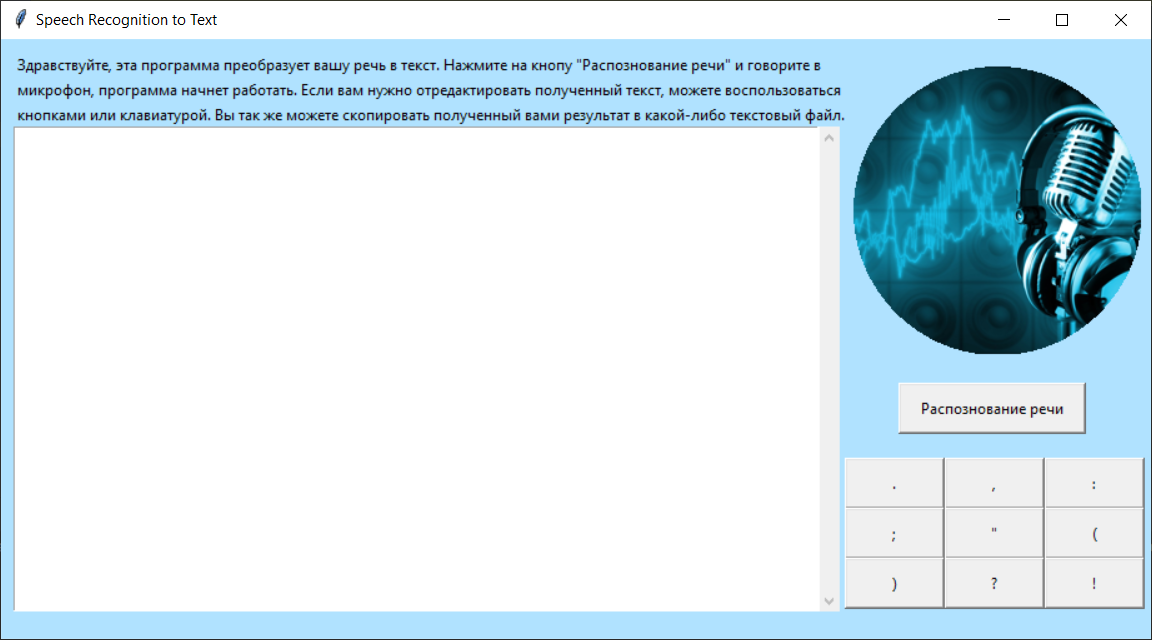 Speech Recognition to Text
Здравствуйте, эта программа преобразует вашу речь в текст. Нажмите на кнопу "Распознование речи" и говорите в
микрофон, программа начнет работать. Если вам нужно отредактировать полученный текст, можете воспользоваться
кнопками или клавиатурой. Вы так же можете скопировать полученный вами результат в какой-либо текстовый файл.
Распознование речи
. , :
; " (
) ? !